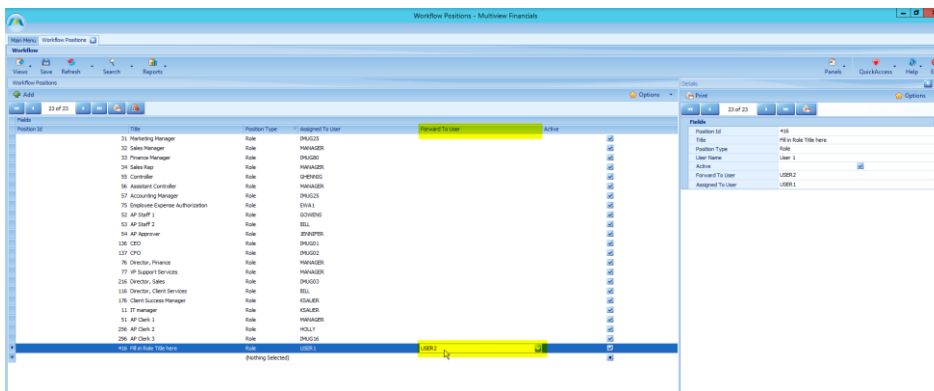 Workflow Positions - Multiview Financials
Main Menu Workflow Positions
Workflow
Views Save Refresh Search Reports Panels QuickAccess Help
Workflow Positions
Add Options
23 of 23
Fields
Position Id Title Position Type Assigned To User Forward To User Active
31 Marketing Manager Role IMUG25
32 Sales Manager Role MANAGER
33 Finance Manager Role IMUG80
34 Sales Rep Role MANAGER
55 Controller Role GHENNIG
56 Assistant Controller Role MANAGER
57 Accounting Manager Role IMUG25
75 Employee Expense Authorization Role EWA1
52 AP Staff 1 Role GOWENS
53 AP Staff 2 Role BILL
54 AP Approver Role JENNIFER
136 CEO Role IMUG01
137 CFO Role IMUG02
76 Director, Finance Role MANAGER
77 VP Support Services Role MANAGER
216 Director, Sales Role IMUG03
116 Director, Client Services Role BILL
176 Client Success Manager Role KSAUER
11 IT manager Role KSAUER
51 AP Clerk 1 Role MANAGER
256 AP Clerk 2 Role HOLLY
296 AP Clerk 3 Role IMUG16
416 Fill in Role Title here Role USER1 USER2
(Nothing Selected)
Details
Print Options
23 of 23
Fields
Position Id 416
Title Fill in Role Title here
Position Type Role
User Name User 1
Active
Forward To User USER2
Assigned To User USER1